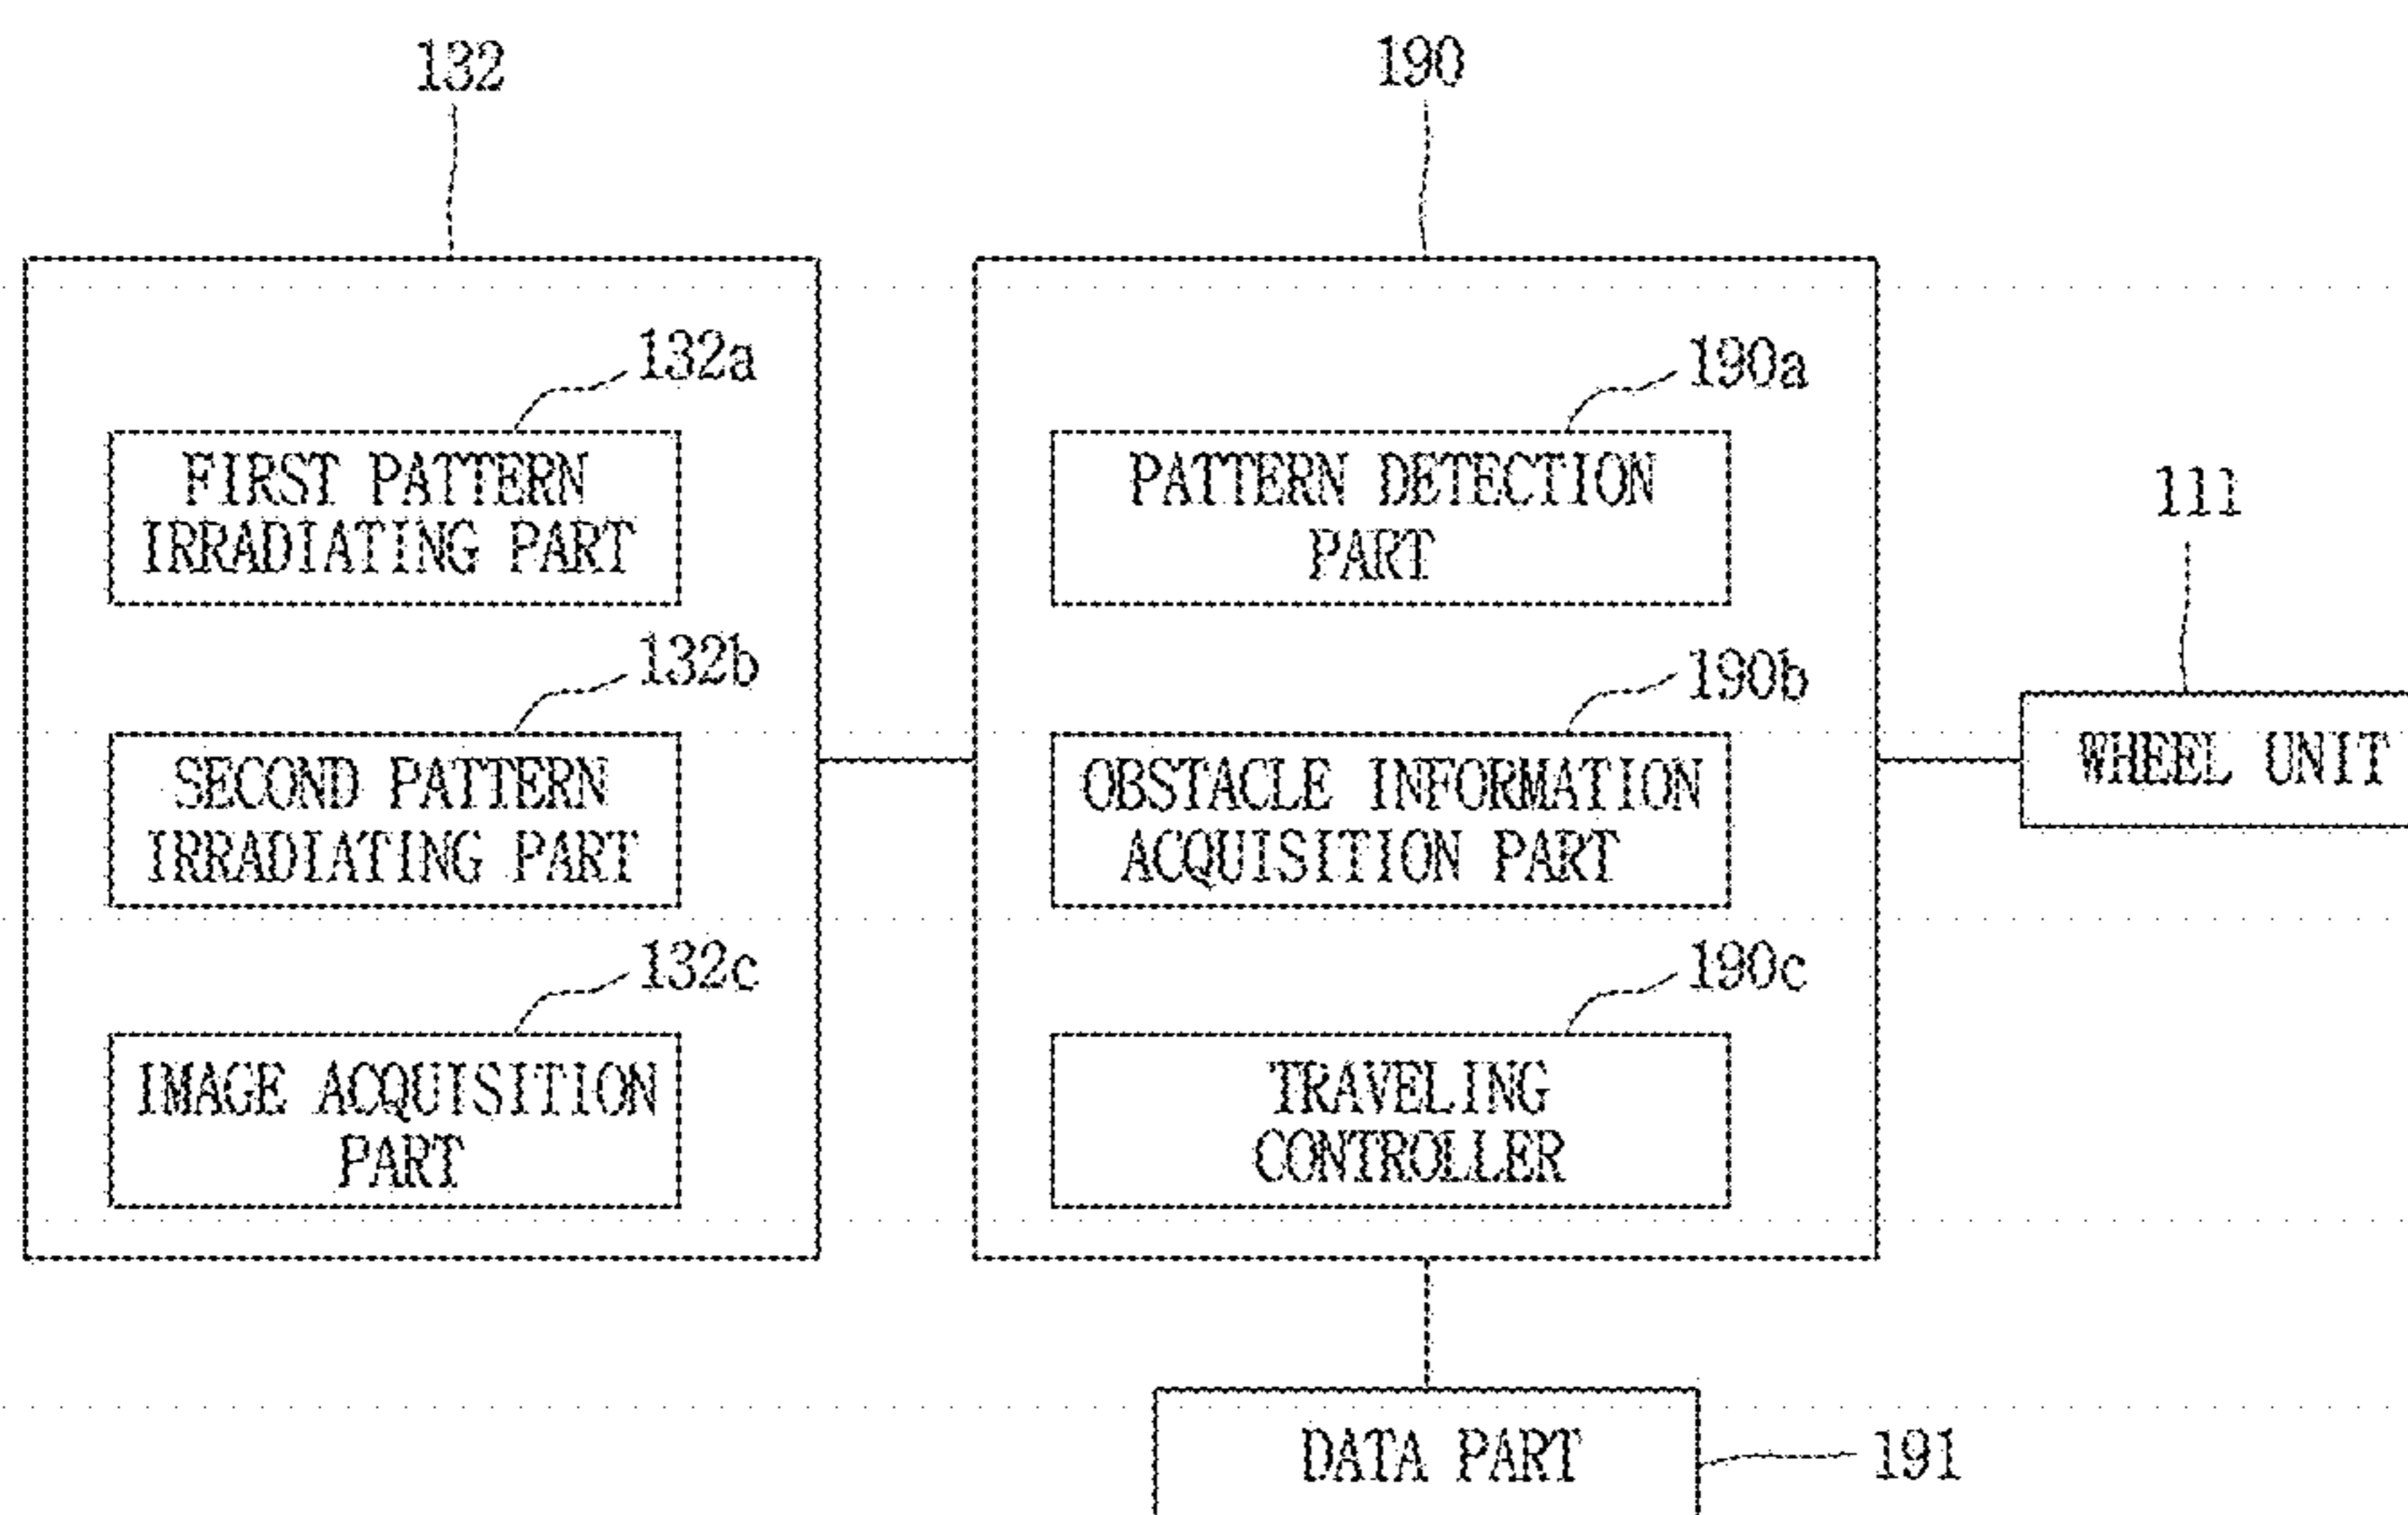 132
190
132a
FIRST PATTERN
IRRADIATING PART
132b
SECOND PATTERN
IRRADIATING PART
132c
IMAGE ACQUISITION
PART
190a
PATTERN DETECTION
PART
190b
OBSTACLE INFORMATION
ACQUISITION PART
190c
TRAVELING
CONTROLLER
111
WHEEL UNIT
DATA PART
191